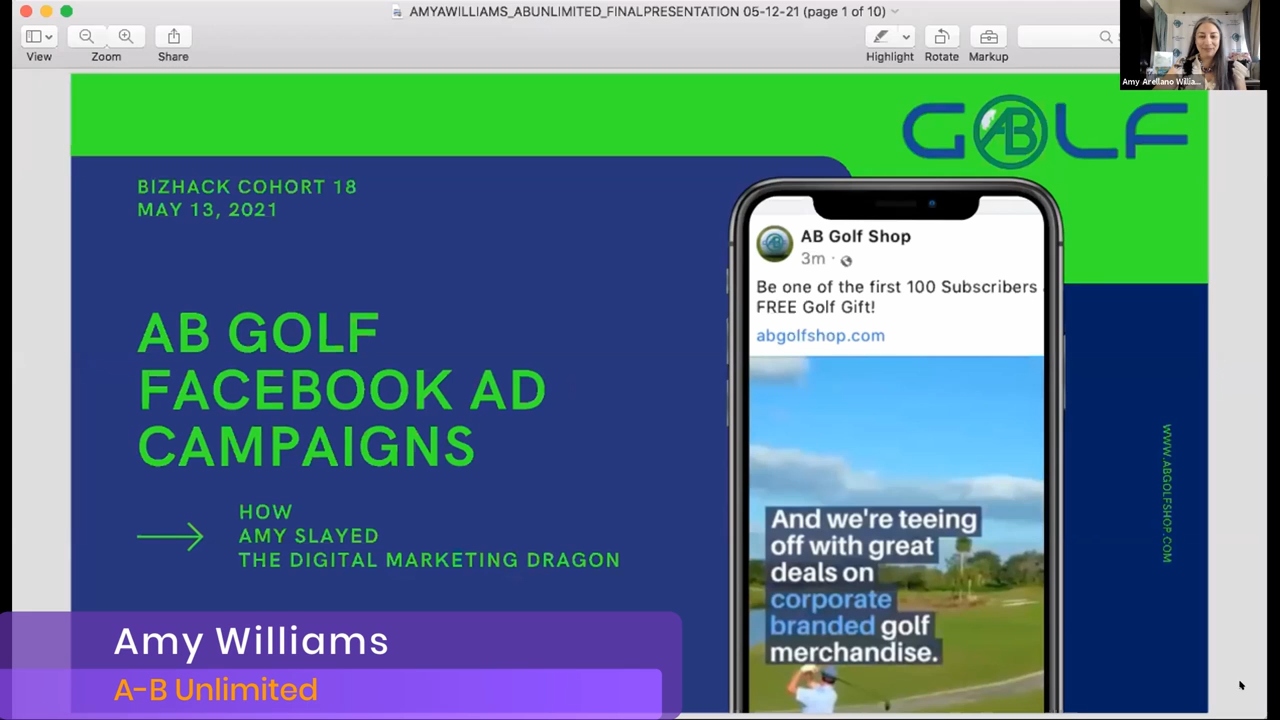 AMYAWILLIAMS_ABUNLIMITED_FINALPRESENTATION 05-12-21 (page 1 of 10)
View
Zoom
Share
Highlight
Rotate
Markup
Amy Arellano Willia...
GABLF
BIZHACK COHORT 18
MAY 13, 2021
AB GOLF
FACEBOOK AD
CAMPAIGNS
HOW
AMY SLAYED
THE DIGITAL MARKETING DRAGON
AB Golf Shop
3m
Be one of the first 100 Subscribers
FREE Golf Gift!
abgolfshop.com
And we're teeing
off with great
deals on
corporate
branded golf
merchandise.
WWW.ABGOLFSHOP.COM
Amy Williams
A-B Unlimited